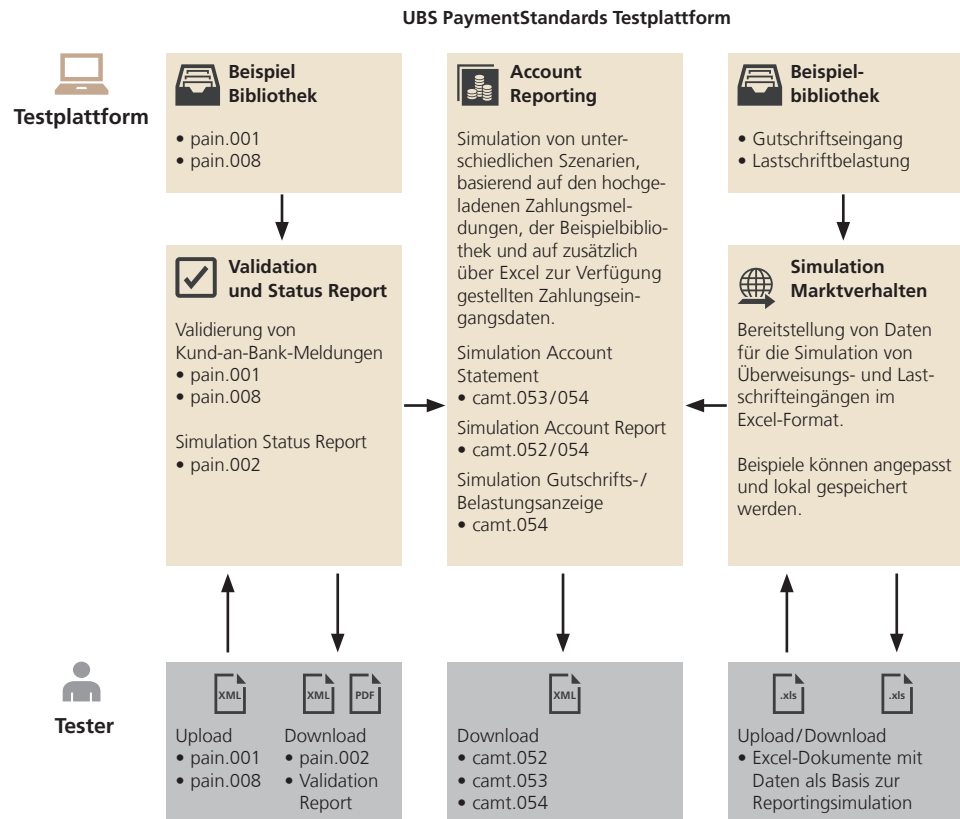 UBS PaymentStandards Testplattform
Testplattform
Beispiel
Bibliothek
• pain.001
• pain.008
Validation
und Status Report
Validierung von
Kund-an-Bank-Meldungen
• pain.001
• pain.008
Simulation Status Report
• pain.002
Account
Reporting
Simulation von unter-
schiedlichen Szenarien,
basierend auf den hochge-
ladenen Zahlungsmel-
dungen, der Beispielbiblio-
thek und auf zusätzlich
über Excel zur Verfügung
gestellten Zahlungsein-
gangsdaten.
Simulation Account
Statement
• camt.053/054
Simulation Account Report
• camt.052/054
Simulation Gutschrifts-/
Belastungsanzeige
• camt.054
Beispiel-
bibliothek
• Gutschriftseingang
• Lastschriftbelastung
Simulation
Marktverhalten
Bereitstellung von Daten
für die Simulation von
Überweisungs- und Last-
schrifteingängen im
Excel-Format.
Beispiele können angepasst
und lokal gespeichert
werden.
Tester
XML
Upload
• pain.001
• pain.008
XML PDF
Download
• pain.002
• Validation
Report
XML
Download
• camt.052
• camt.053
• camt.054
.xls .xls
Upload/Download
• Excel-Dokumente mit
Daten als Basis zur
Reportingsimulation